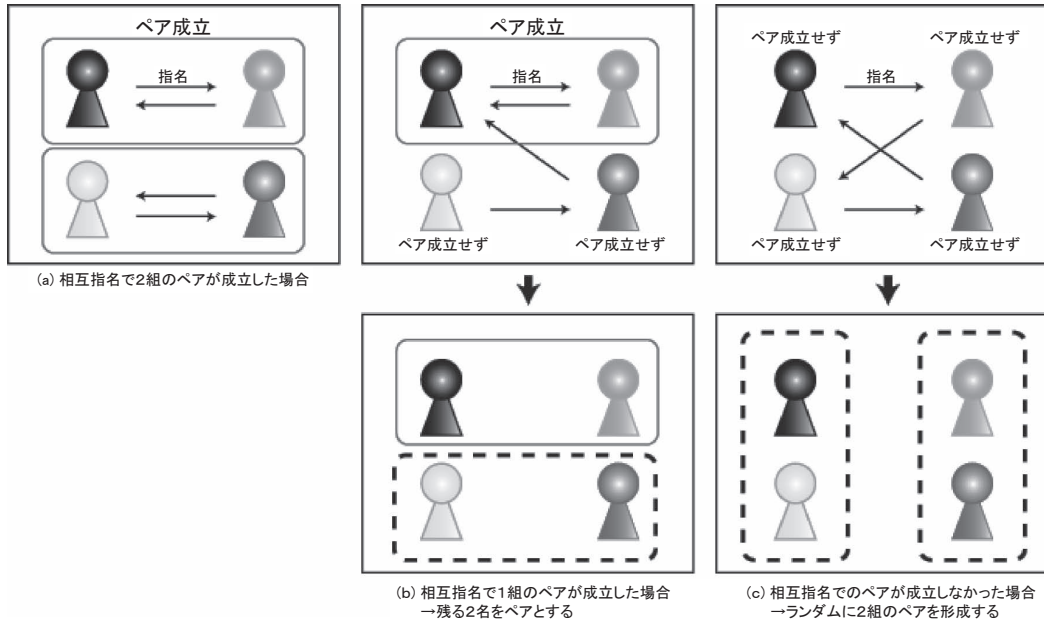 ペア成立
指名
(a) 相互指名で2組のペアが成立した場合
ペア成立
指名
ペア成立せず
ペア成立せず
(b) 相互指名で1組のペアが成立した場合
→残る2名をペアとする
ペア成立せず
ペア成立せず
指名
ペア成立せず
ペア成立せず
(c) 相互指名でのペアが成立しなかった場合
→ランダムに2組のペアを形成する